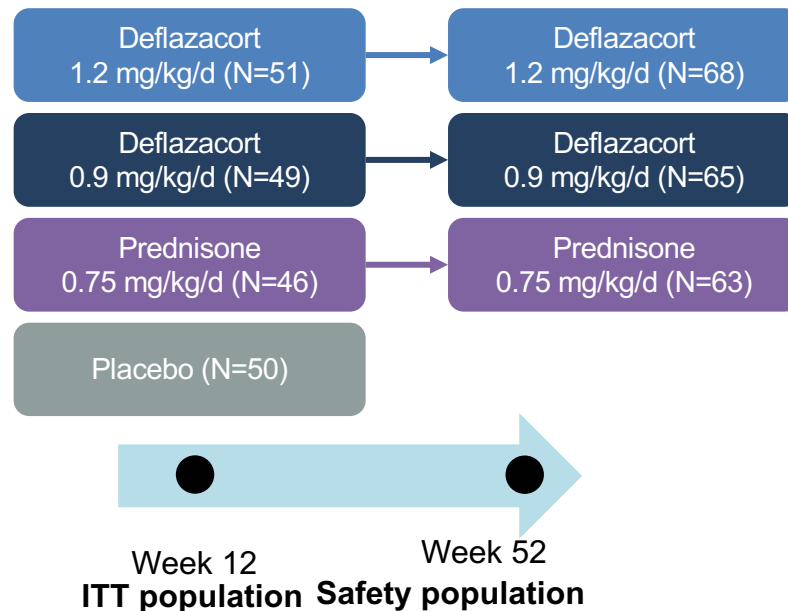 Deflazacort
1.2 mg/kg/d (N=51)
Deflazacort
1.2 mg/kg/d (N=68)
Deflazacort
0.9 mg/kg/d (N=49)
Deflazacort
0.9 mg/kg/d (N=65)
Prednisone
0.75 mg/kg/d (N=46)
Prednisone
0.75 mg/kg/d (N=63)
Placebo (N=50)
Week 12
ITT population
Week 52
Safety population